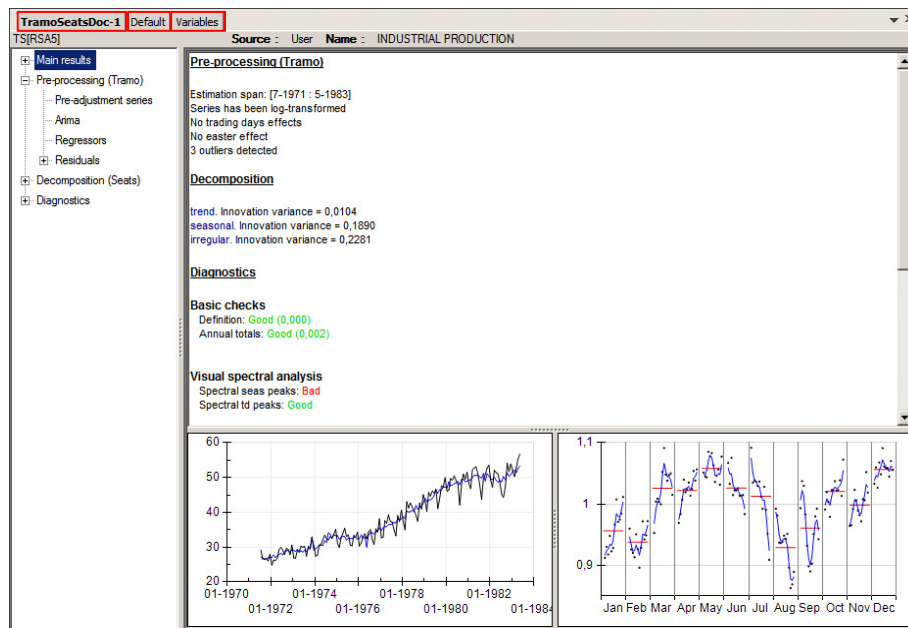 TramoSeatsDoc-1 Default Variables
TS[RSA5] Source : User Name : INDUSTRIAL PRODUCTION
Main results
Pre-processing (Tramo)
Pre-adjustment series
Arima
Regressors
Residuals
Decomposition (Seats)
Diagnostics
Pre-processing (Tramo)
Estimation span: [7-1971 : 5-1983]
Series has been log-transformed
No trading days effects
No easter effect
3 outliers detected
Decomposition
trend. Innovation variance = 0,0104
seasonal. Innovation variance = 0,1890
irregular. Innovation variance = 0,2281
Diagnostics
Basic checks
Definition: Good (0,000)
Annual totals: Good (0,002)
Visual spectral analysis
Spectral seas peaks: Bad
Spectral td peaks: Good
60
50
40
30
20
01-1970 01-1974 01-1978 01-1982
01-1972 01-1976 01-1980 01-1984
1,1
1
0,9
Jan Feb Mar Apr May Jun Jul Aug Sep Oct Nov Dec